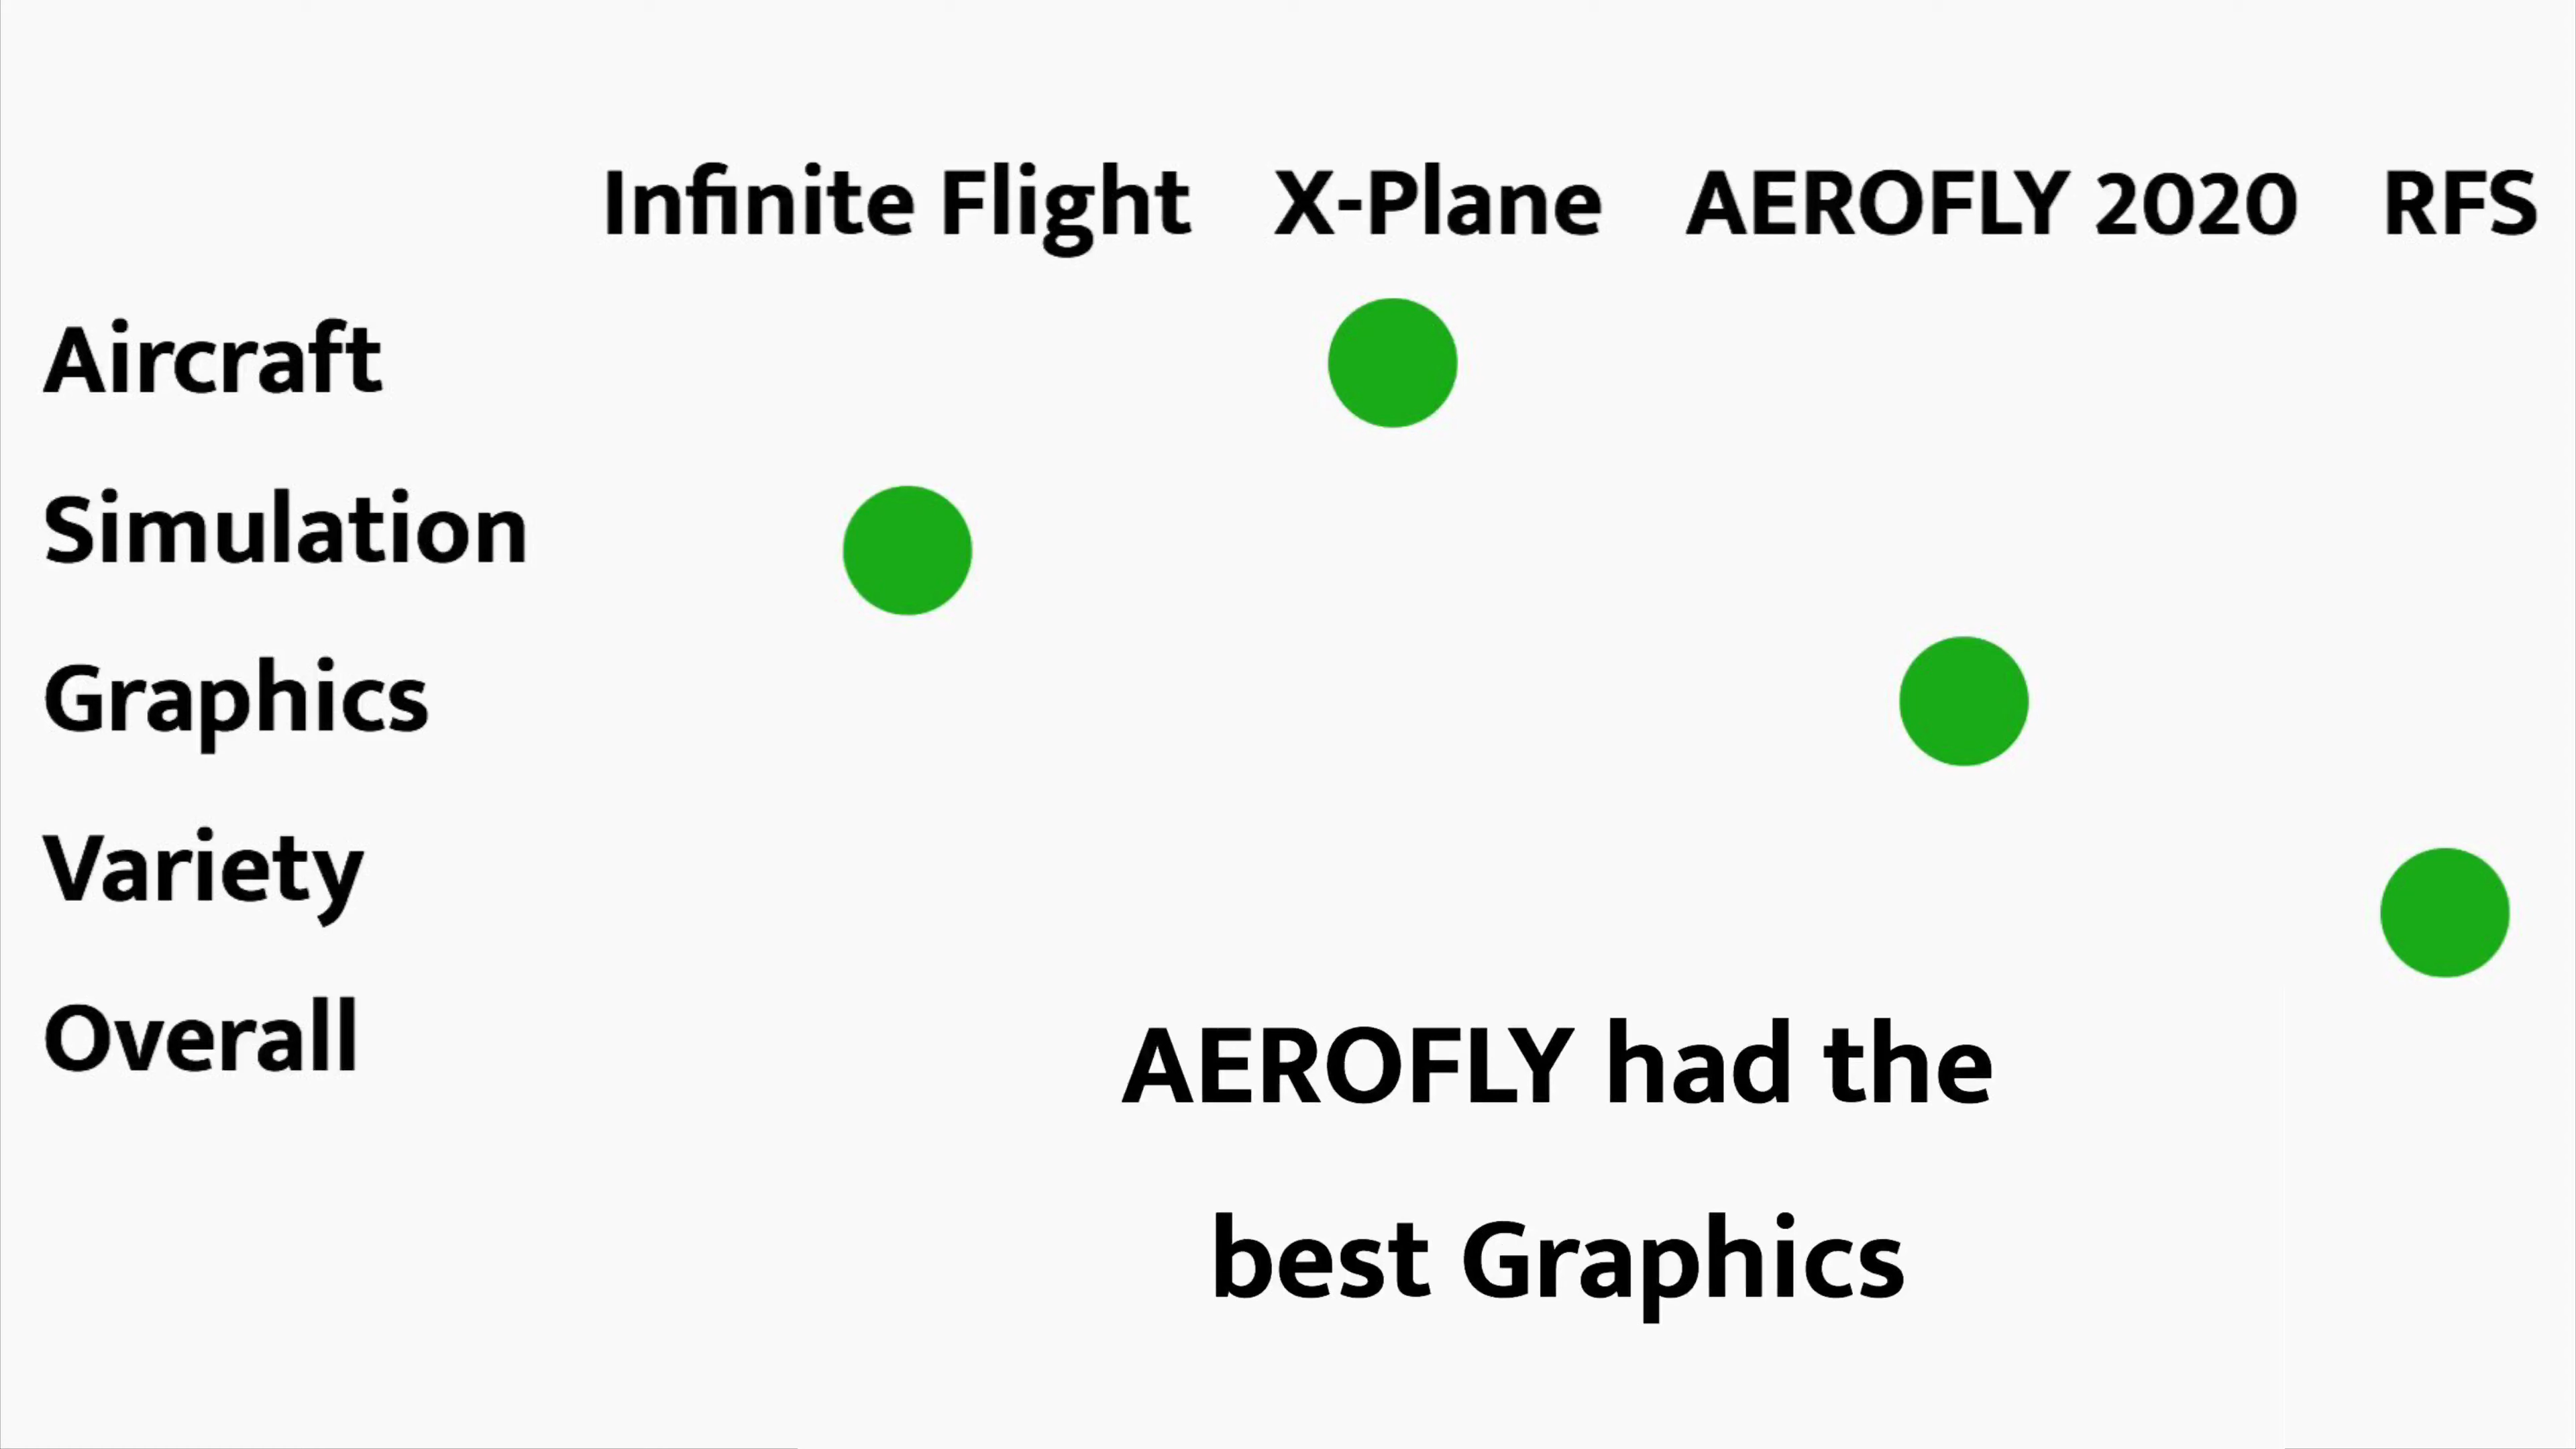 Infinite Flight X-Plane AEROFLY 2020 RFS
Aircraft
Simulation
Graphics
Variety
Overall
AEROFLY had the
best Graphics